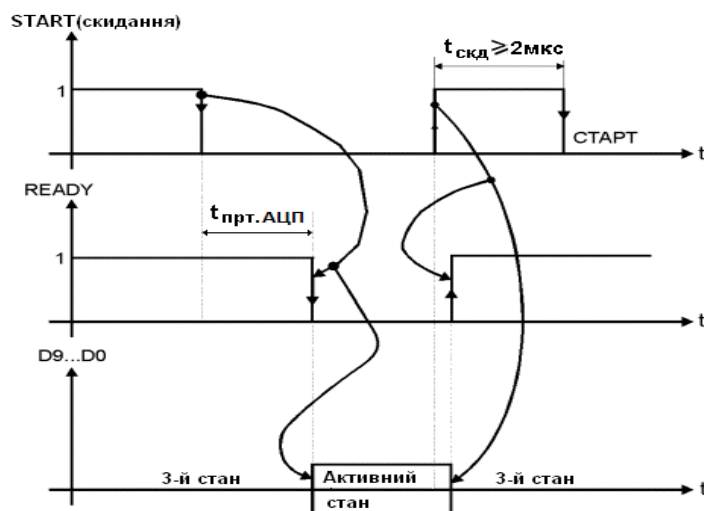 START(скидання)
tскд ≥ 2мкс
1
СТАРТ
t
READY
tпрт.АЦП
1
t
D9...D0
3-й стан
Активний
стан
3-й стан
t